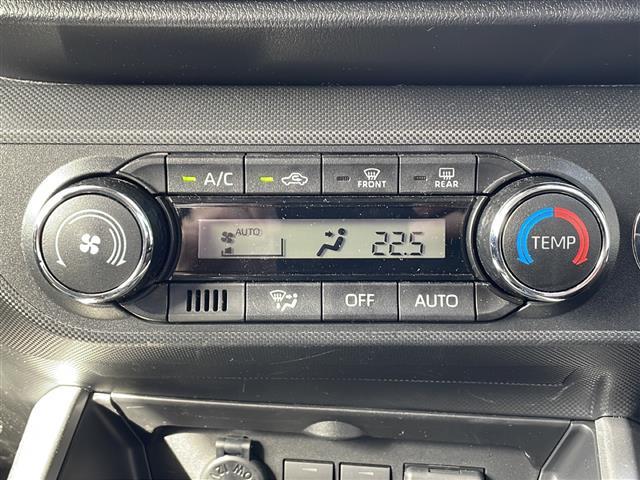 A/C
FRONT
REAR
AUTO
22.5
TEMP
OFF
AUTO